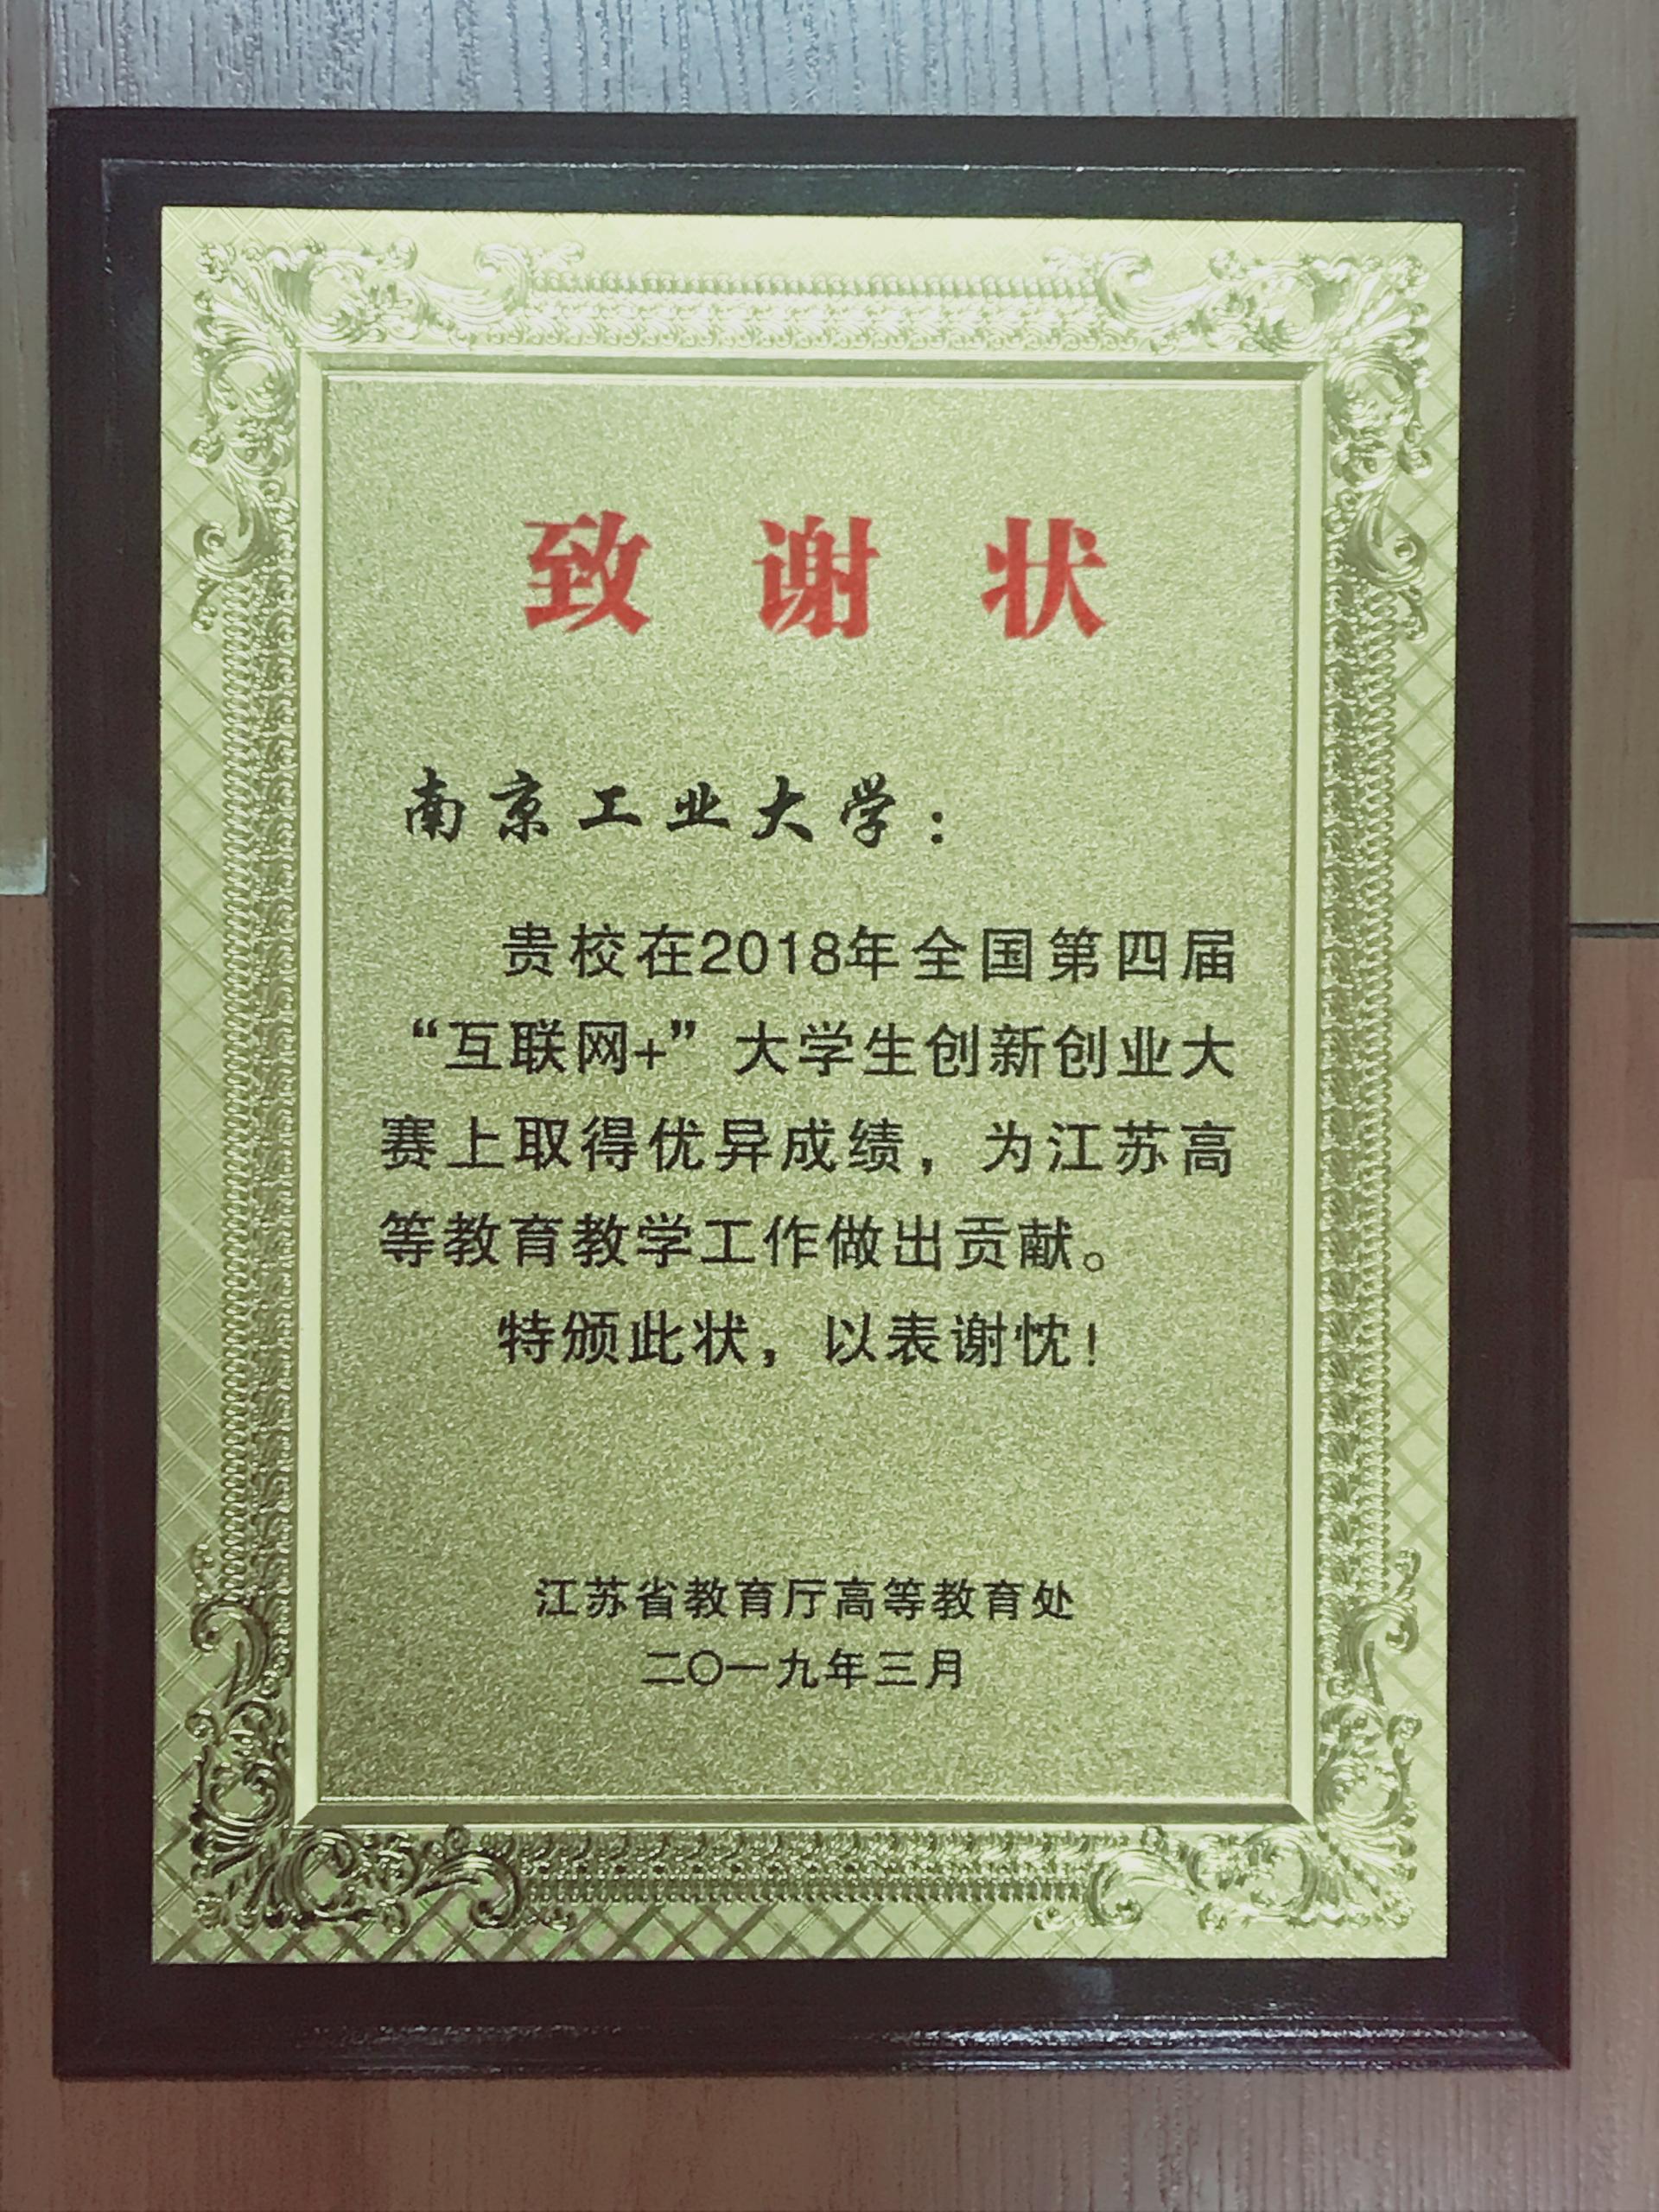 致谢状
南京工业大学：
贵校在2018年全国第四届
“互联网+”大学生创新创业大
赛上取得优异成绩，为江苏高
等教育教学工作做出贡献。
特颁此状，以表谢忱！
江苏省教育厅高等教育处
二〇一九年三月